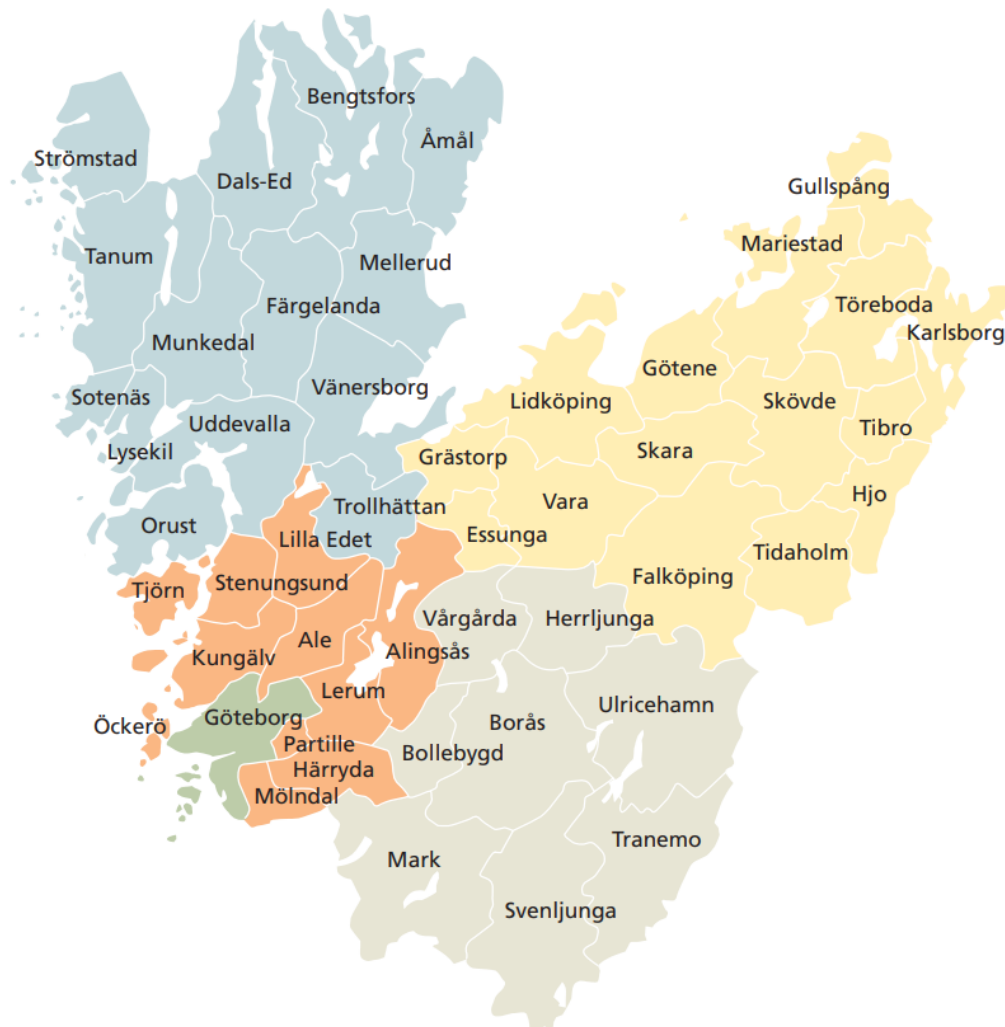 Bengtsfors
Åmål
Strömstad
Dals-Ed
Gullspång
Mariestad
Tanum
Mellerud
Färgelanda
Töreboda
Karlsborg
Munkedal
Götene
Vänersborg
Sotenäs
Lidköping
Skövde
Uddevalla
Tibro
Lysekil
Grästorp
Skara
Hjo
Vara
Trollhättan
Orust
Essunga
Lilla Edet
Tidaholm
Falköping
Stenungsund
Tjörn
Vårgårda
Herrljunga
Ale
Alingsås
Kungälv
Lerum
Ulricehamn
Göteborg
Öckerö
Borås
Partille
Bollebygd
Härryda
Mölndal
Tranemo
Mark
Svenljunga